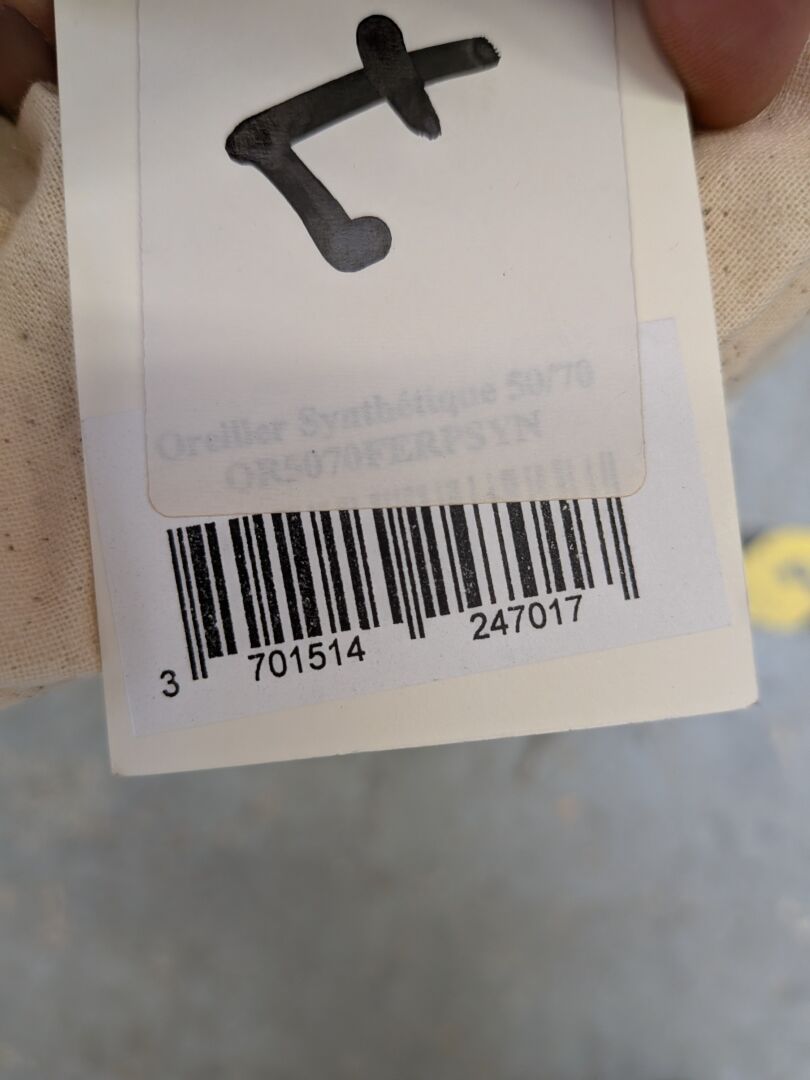 Oreiller Synthétique 50/70
OR5070FERPSYN
3 701514 247017